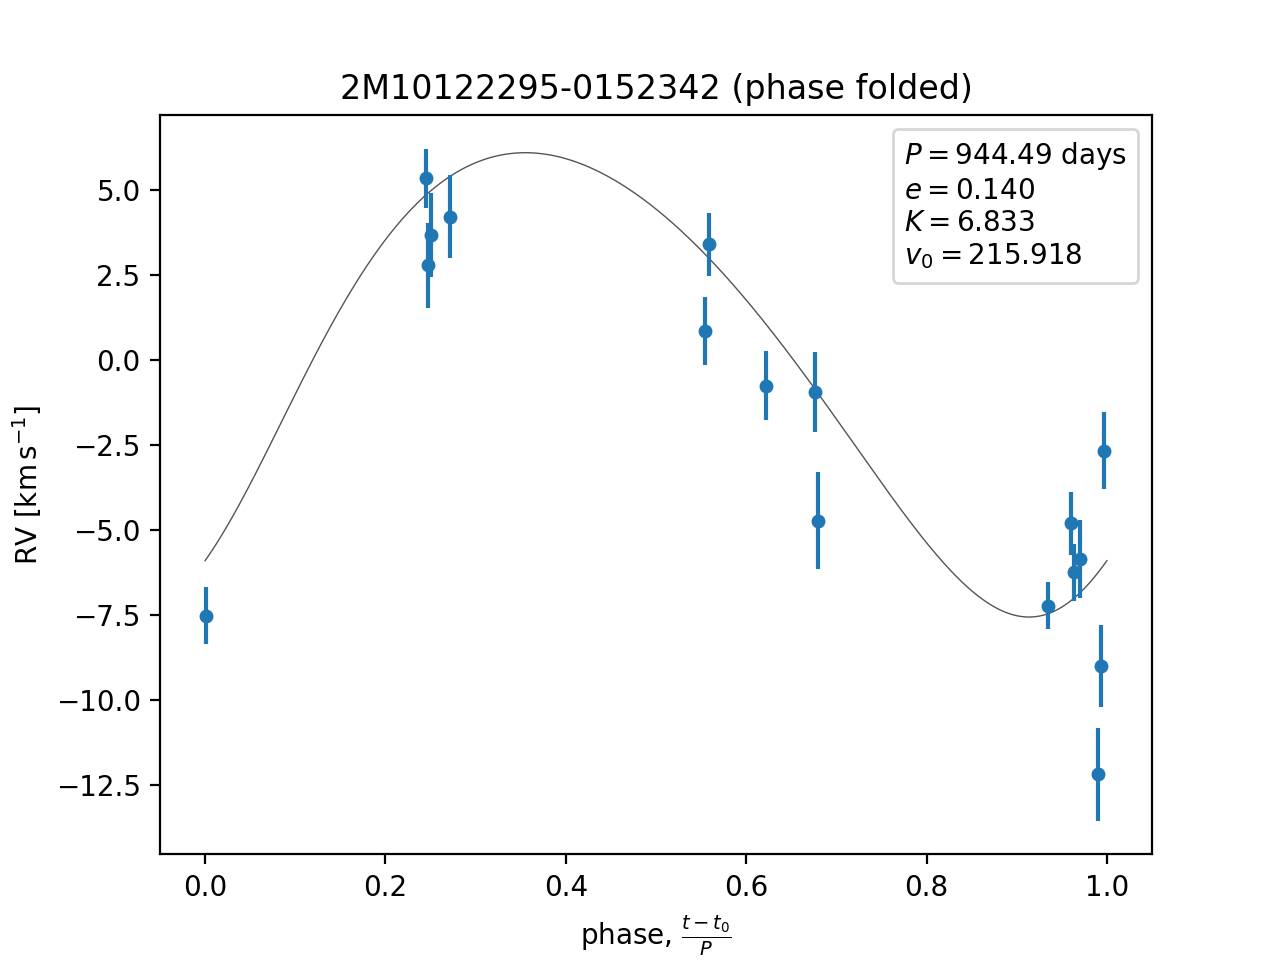 2M10122295-0152342 (phase folded)
P = 944.49 days
e = 0.140
K = 6.833
v₀ = 215.918
RV [km s⁻¹]
5.0
2.5
0.0
−2.5
−5.0
−7.5
−10.0
−12.5
0.0 0.2 0.4 0.6 0.8 1.0
phase, (t − t₀)/P